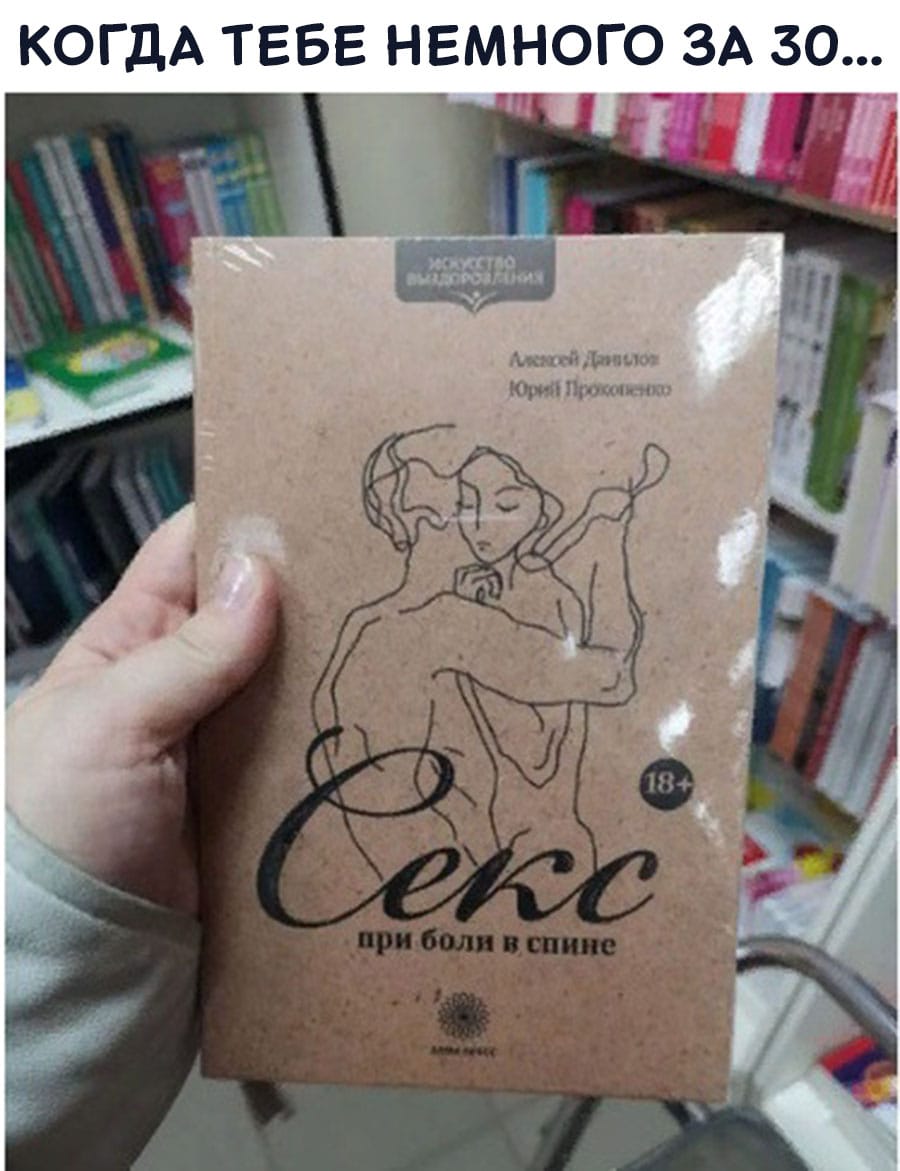 КОГДА ТЕБЕ НЕМНОГО ЗА 30...
ИСКУССТВО
ВЫЗДОРОВЛЕНИЯ
Алексей Данилов
Юрий Прокопенко
18+
Секс
при боли в спине